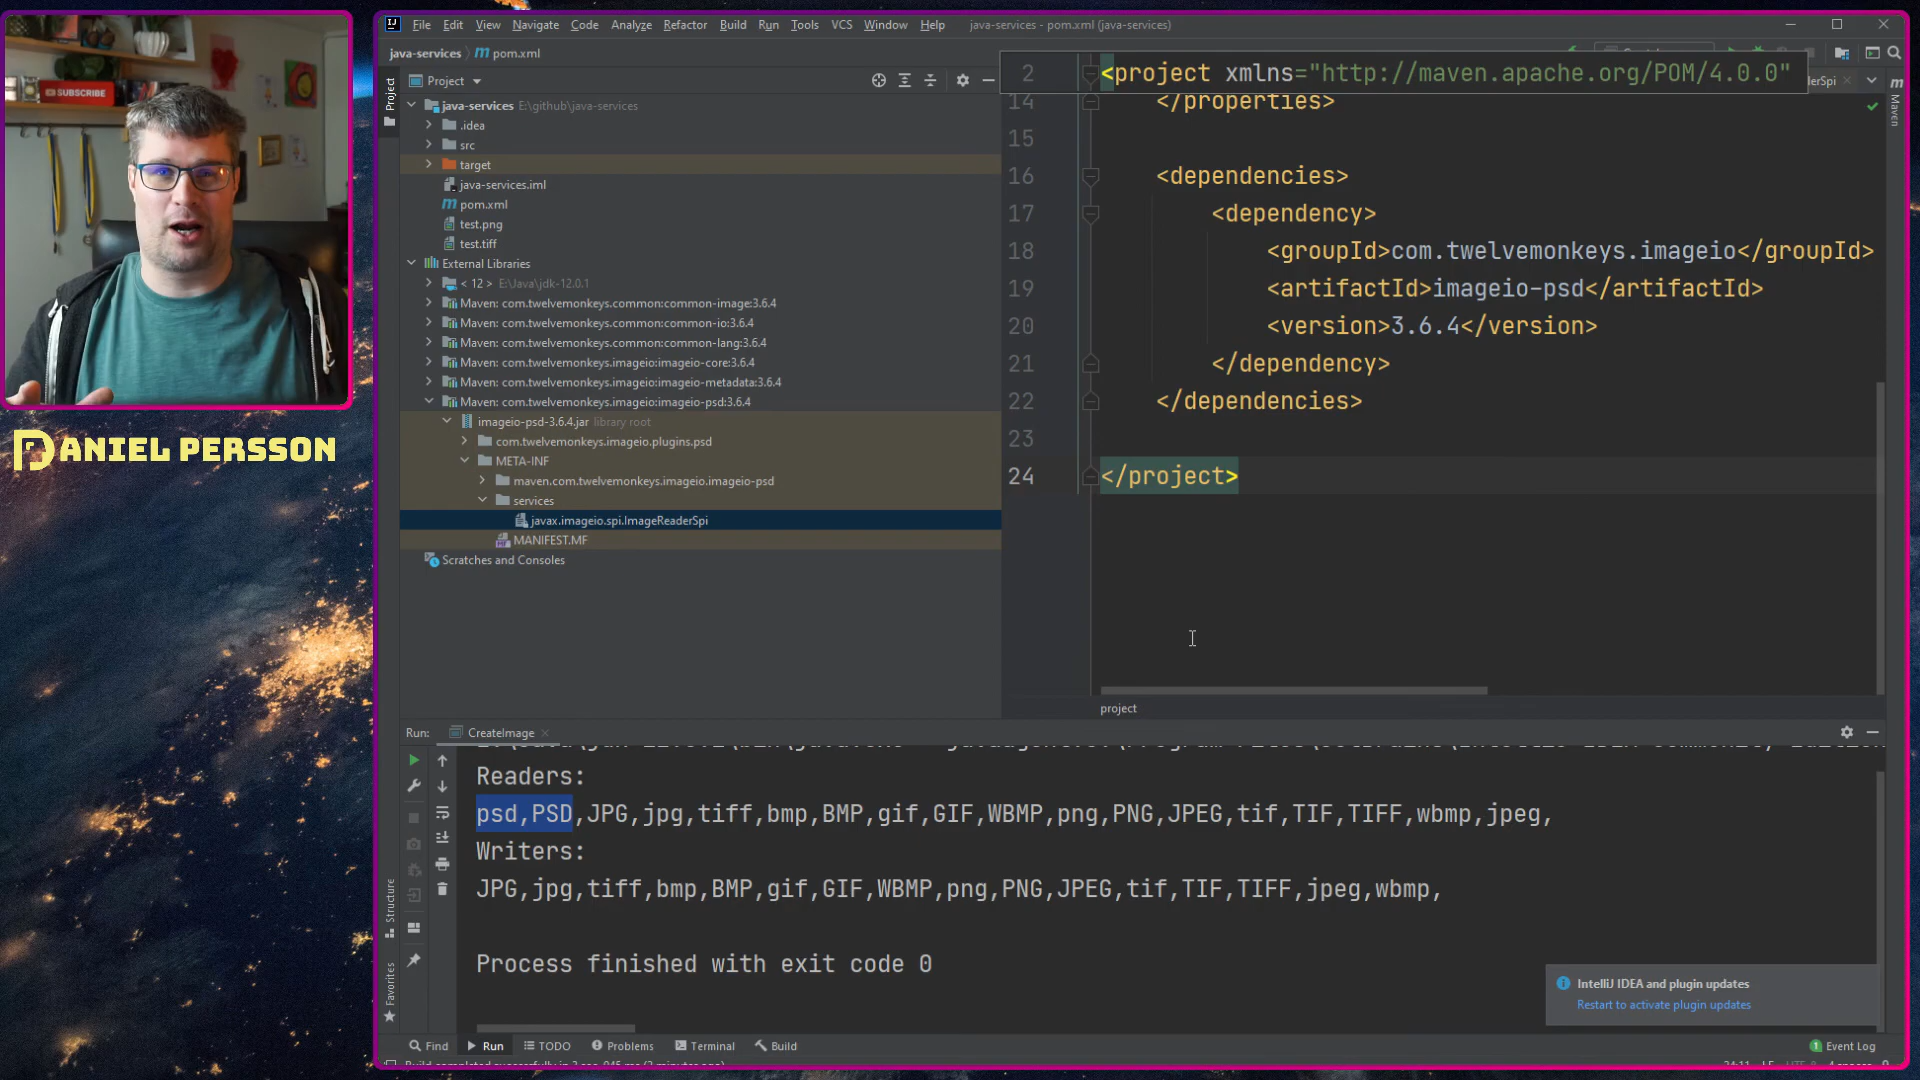 SUBSCRIBE
DANIEL PERSSON
File Edit View Navigate Code Analyze Refactor Build Run Tools VCS Window Help java-services - pom.xml (java-services)
java-services pom.xml
Project
Project
java-services E:\github\java-services
.idea
src
target
java-services.iml
pom.xml
test.png
test.tiff
External Libraries
< 12 > E:\Java\jdk-12.0.1
Maven: com.twelvemonkeys.common:common-image:3.6.4
Maven: com.twelvemonkeys.common:common-io:3.6.4
Maven: com.twelvemonkeys.common:common-lang:3.6.4
Maven: com.twelvemonkeys.imageio:imageio-core:3.6.4
Maven: com.twelvemonkeys.imageio:imageio-metadata:3.6.4
Maven: com.twelvemonkeys.imageio:imageio-psd:3.6.4
imageio-psd-3.6.4.jar library root
com.twelvemonkeys.imageio.plugins.psd
META-INF
maven.com.twelvemonkeys.imageio.imageio-psd
services
javax.imageio.spi.ImageReaderSpi
MANIFEST.MF
Scratches and Consoles
2 <project xmlns="http://maven.apache.org/POM/4.0.0"
14 </properties>
15
16 <dependencies>
17 <dependency>
18 <groupId>com.twelvemonkeys.imageio</groupId>
19 <artifactId>imageio-psd</artifactId>
20 <version>3.6.4</version>
21 </dependency>
22 </dependencies>
23
24 </project>
project
Maven
Run: CreateImage
Readers:
psd,PSD,JPG,jpg,tiff,bmp,BMP,gif,GIF,WBMP,png,PNG,JPEG,tif,TIF,TIFF,wbmp,jpeg,
Writers:
JPG,jpg,tiff,bmp,BMP,gif,GIF,WBMP,png,PNG,JPEG,tif,TIF,TIFF,jpeg,wbmp,
Process finished with exit code 0
Structure
Favorites
IntelliJ IDEA and plugin updates
Restart to activate plugin updates
Find Run TODO Problems Terminal Build 1 Event Log